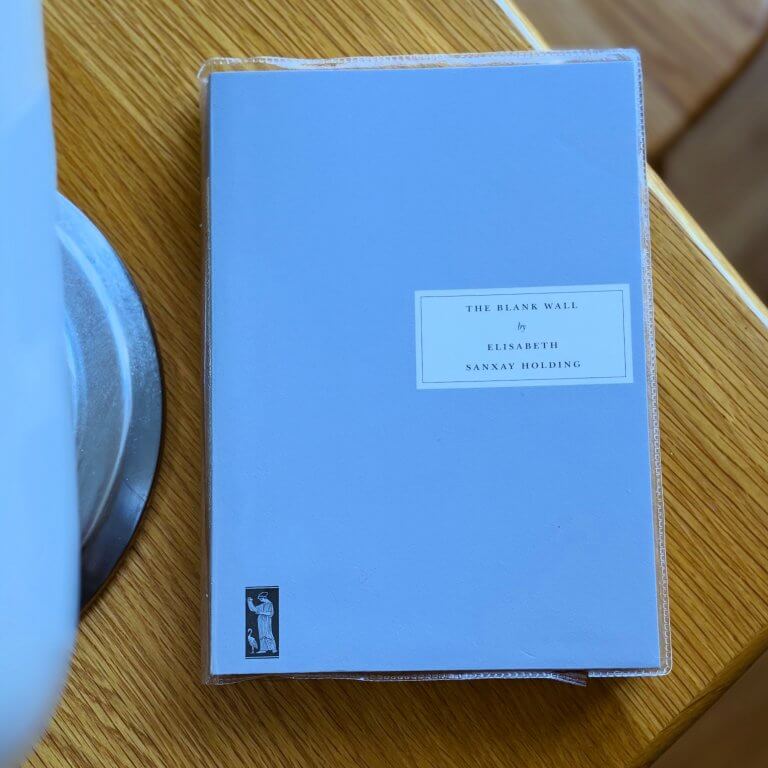 THE BLANK WALL
by
ELISABETH
SANXAY HOLDING